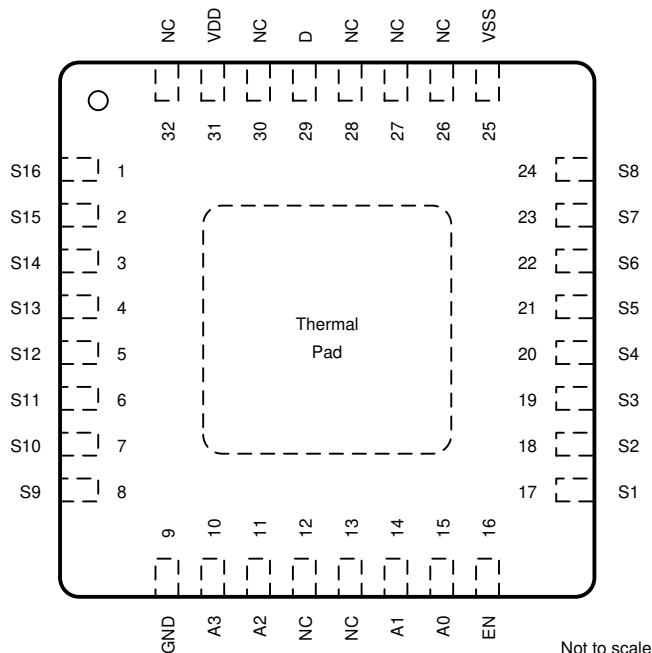 NC VDD NC D NC NC NC VSS
32 31 30 29 28 27 26 25
S16 1 24 S8
S15 2 23 S7
S14 3 22 S6
S13 4 21 S5
S12 5 20 S4
S11 6 19 S3
S10 7 18 S2
S9 8 17 S1
Thermal
Pad
9 10 11 12 13 14 15 16
GND A3 A2 NC NC A1 A0 EN
Not to scale